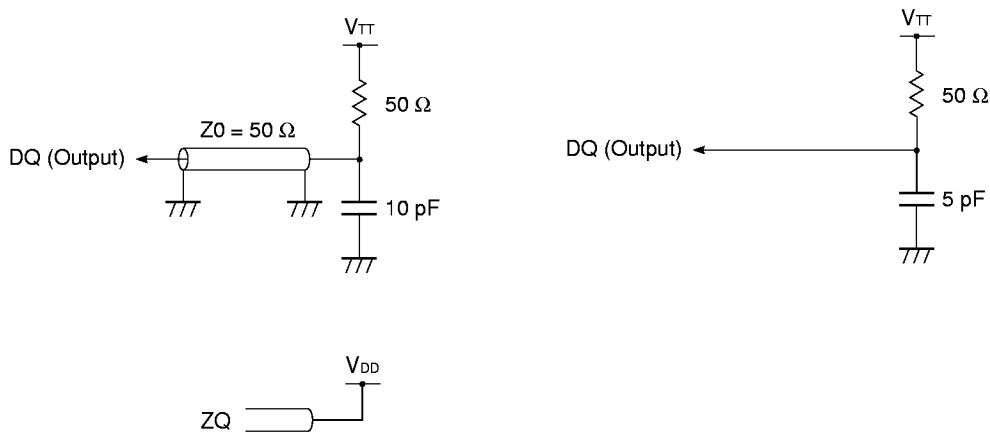 VTT
50 Ω
Z0 = 50 Ω
DQ (Output)
10 pF
VTT
50 Ω
DQ (Output)
5 pF
VDD
ZQ